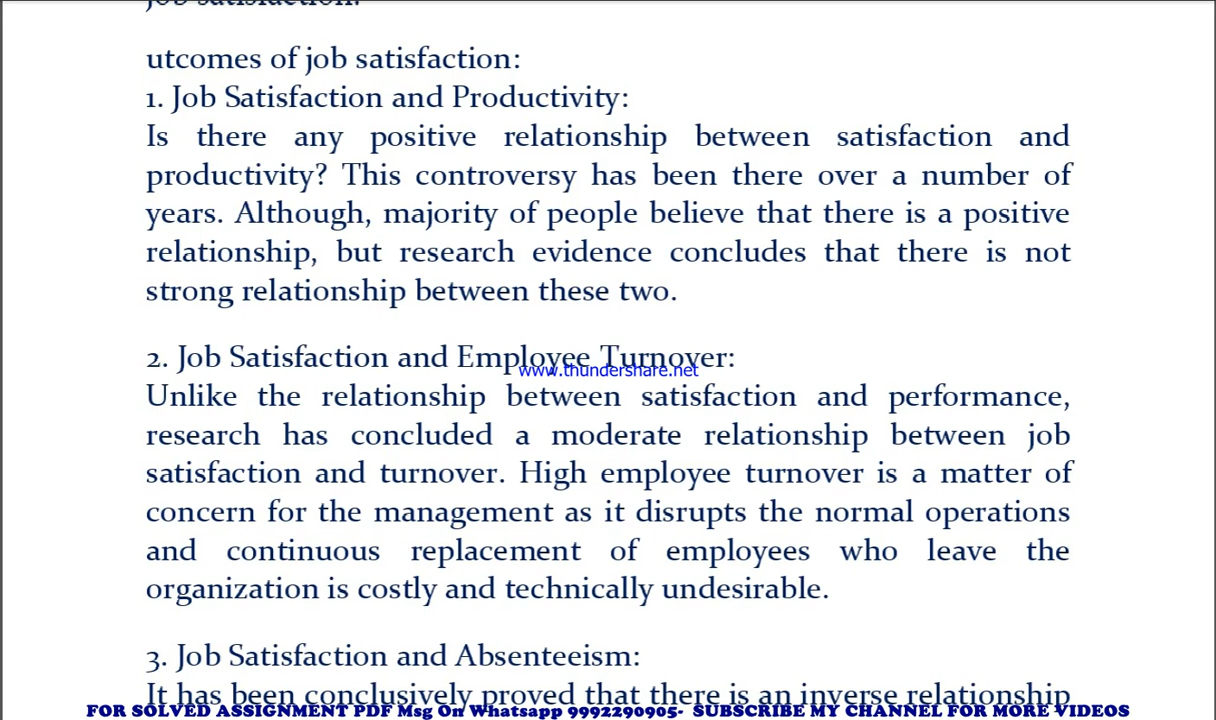 job satisfaction.
utcomes of job satisfaction:
1. Job Satisfaction and Productivity:
Is there any positive relationship between satisfaction and
productivity? This controversy has been there over a number of
years. Although, majority of people believe that there is a positive
relationship, but research evidence concludes that there is not
strong relationship between these two.
2. Job Satisfaction and Employee Turnover:
www.thundershare.net
Unlike the relationship between satisfaction and performance,
research has concluded a moderate relationship between job
satisfaction and turnover. High employee turnover is a matter of
concern for the management as it disrupts the normal operations
and continuous replacement of employees who leave the
organization is costly and technically undesirable.
3. Job Satisfaction and Absenteeism:
It has been conclusively proved that there is an inverse relationship
FOR SOLVED ASSIGNMENT PDF Msg On Whatsapp 9992290905- SUBSCRIBE MY CHANNEL FOR MORE VIDEOS